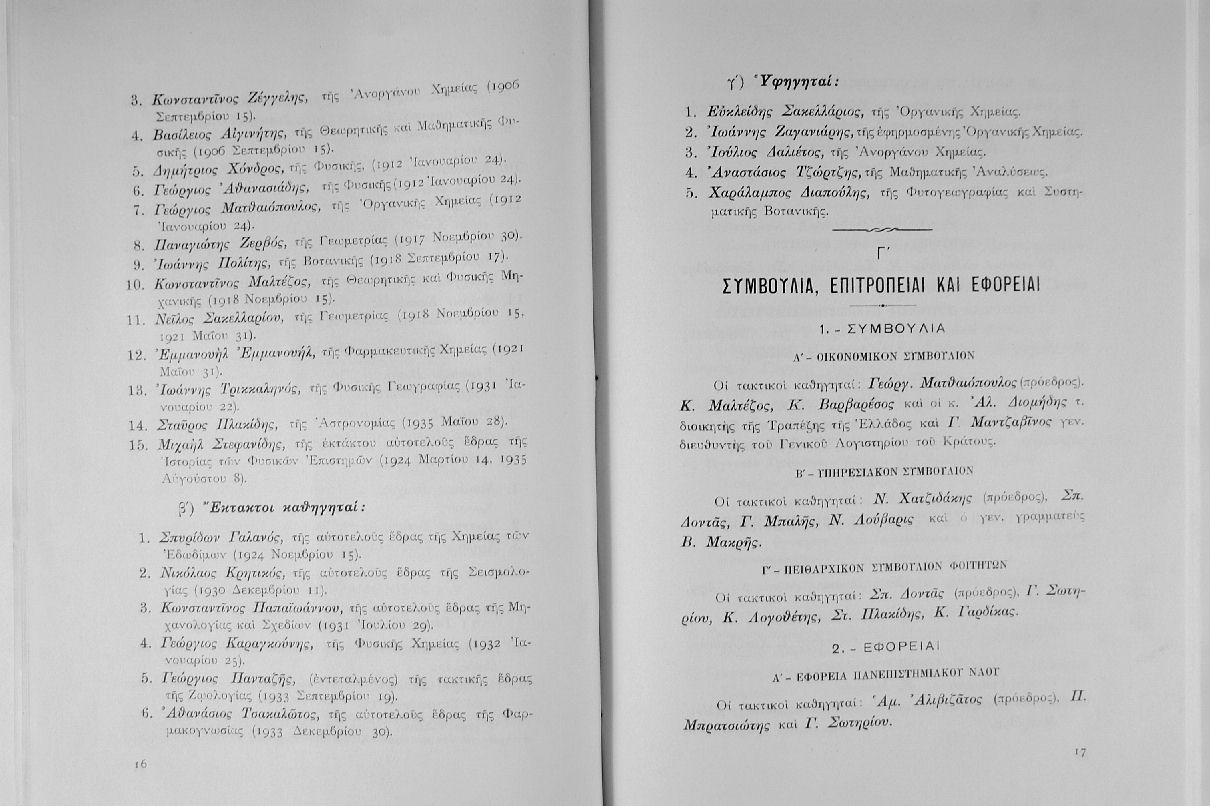 3. Κωνσταντῖνος Ζέγγελης, τῆς Ἀνοργάνου Χημείας (1906
Σεπτεμβρίου 15).
4. Βασίλειος Αἰγινήτης, τῆς Θεωρητικῆς καὶ Μαθηματικῆς Φυ-
σικῆς (1906 Σεπτεμβρίου 15).
5. Δημήτριος Χόνδρος, τῆς Φυσικῆς, (1912 Ἰανουαρίου 24).
6. Γεώργιος Ἀθανασιάδης, τῆς Φυσικῆς (1912 Ἰανουαρίου 24).
7. Γεώργιος Ματθαιόπουλος, τῆς Ὀργανικῆς Χημείας (1912
Ἰανουαρίου 24).
8. Παναγιώτης Ζερβός, τῆς Γεωμετρίας (1917 Νοεμβρίου 30).
9. Ἰωάννης Πολίτης, τῆς Βοτανικῆς (1918 Σεπτεμβρίου 17).
10. Κωνσταντῖνος Μαλτέζος, τῆς Θεωρητικῆς καὶ Φυσικῆς Μη-
χανικῆς (1918 Νοεμβρίου 15).
11. Νεῖλος Σακελλαρίου, τῆς Γεωμετρίας (1918 Νοεμβρίου 15,
1921 Μαΐου 31).
12. Ἐμμανουὴλ Ἐμμανουήλ, τῆς Φαρμακευτικῆς Χημείας (1921
Μαΐου 31).
13. Ἰωάννης Τρικκαληνός, τῆς Φυσικῆς Γεωγραφίας (1931 Ἰα-
νουαρίου 22).
14. Σταῦρος Πλακίδης, τῆς Ἀστρονομίας (1935 Μαΐου 28).
15. Μιχαὴλ Στεφανίδης, τῆς ἐκτάκτου αὐτοτελοῦς ἕδρας τῆς
Ἱστορίας τῶν Φυσικῶν Ἐπιστημῶν (1924 Μαρτίου 14, 1935
Αὐγούστου 8).
β΄) Ἔκτακτοι καθηγηταί:
1. Σπυρίδων Γαλανός, τῆς αὐτοτελοῦς ἕδρας τῆς Χημείας τῶν
Ἐδωδίμων (1924 Νοεμβρίου 15).
2. Νικόλαος Κρητικός, τῆς αὐτοτελοῦς ἕδρας τῆς Σεισμολο-
γίας (1930 Δεκεμβρίου 11).
3. Κωνσταντῖνος Παπαϊωάννου, τῆς αὐτοτελοῦς ἕδρας τῆς Μη-
χανολογίας καὶ Σχεδίων (1931 Ἰουλίου 29).
4. Γεώργιος Καραγκούνης, τῆς Φυσικῆς Χημείας (1932 Ἰα-
νουαρίου 25).
5. Γεώργιος Πανταζῆς, (ἐντεταλμένος) τῆς τακτικῆς ἕδρας
τῆς Ζῳολογίας (1933 Σεπτεμβρίου 19).
6. Ἀθανάσιος Τσακαλῶτος, τῆς αὐτοτελοῦς ἕδρας τῆς Φαρ-
μακογνωσίας (1933 Δεκεμβρίου 30).
16
γ΄) Ὑφηγηταί:
1. Εὐκλείδης Σακελλάριος, τῆς Ὀργανικῆς Χημείας.
2. Ἰωάννης Ζαγανιάρης, τῆς ἐφηρμοσμένης Ὀργανικῆς Χημείας.
3. Ἰούλιος Δαλιέτος, τῆς Ἀνοργάνου Χημείας.
4. Ἀναστάσιος Τζώρτζης, τῆς Μαθηματικῆς Ἀναλύσεως.
5. Χαράλαμπος Διαπούλης, τῆς Φυτογεωγραφίας καὶ Συστη-
ματικῆς Βοτανικῆς.
Γ΄
ΣΥΜΒΟΥΛΙΑ, ΕΠΙΤΡΟΠΕΙΑΙ ΚΑΙ ΕΦΟΡΕΙΑΙ
1. - ΣΥΜΒΟΥΛΙΑ
Α΄ - ΟΙΚΟΝΟΜΙΚΟΝ ΣΥΜΒΟΥΛΙΟΝ
Οἱ τακτικοὶ καθηγηταί: Γεώργ. Ματθαιόπουλος (πρόεδρος),
Κ. Μαλτέζος, Κ. Βαρβαρέσος καὶ οἱ κ. Ἀλ. Διομήδης τ.
διοικητὴς τῆς Τραπέζης τῆς Ἑλλάδος καὶ Γ. Μαντζαβῖνος γεν.
διευθυντὴς τοῦ Γενικοῦ Λογιστηρίου τοῦ Κράτους.
Β΄ - ΥΠΗΡΕΣΙΑΚΟΝ ΣΥΜΒΟΥΛΙΟΝ
Οἱ τακτικοὶ καθηγηταί: Ν. Χατζιδάκης (πρόεδρος), Σπ.
Δοντᾶς, Γ. Μπαλῆς, Ν. Λούβαρις καὶ ὁ γεν. γραμματεὺς
Β. Μακρῆς.
Γ΄ - ΠΕΙΘΑΡΧΙΚΟΝ ΣΥΜΒΟΥΛΙΟΝ ΦΟΙΤΗΤΩΝ
Οἱ τακτικοὶ καθηγηταί: Σπ. Δοντᾶς (πρόεδρος), Γ. Σωτη-
ρίου, Κ. Λογοθέτης, Στ. Πλακίδης, Κ. Γαρδίκας.
2. - ΕΦΟΡΕΙΑΙ
Α΄ - ΕΦΟΡΕΙΑ ΠΑΝΕΠΙΣΤΗΜΙΑΚΟΥ ΝΑΟΥ
Οἱ τακτικοὶ καθηγηταί: Ἁμ. Ἀλιβιζᾶτος (πρόεδρος), Π.
Μπρατσιώτης καὶ Γ. Σωτηρίου.
17